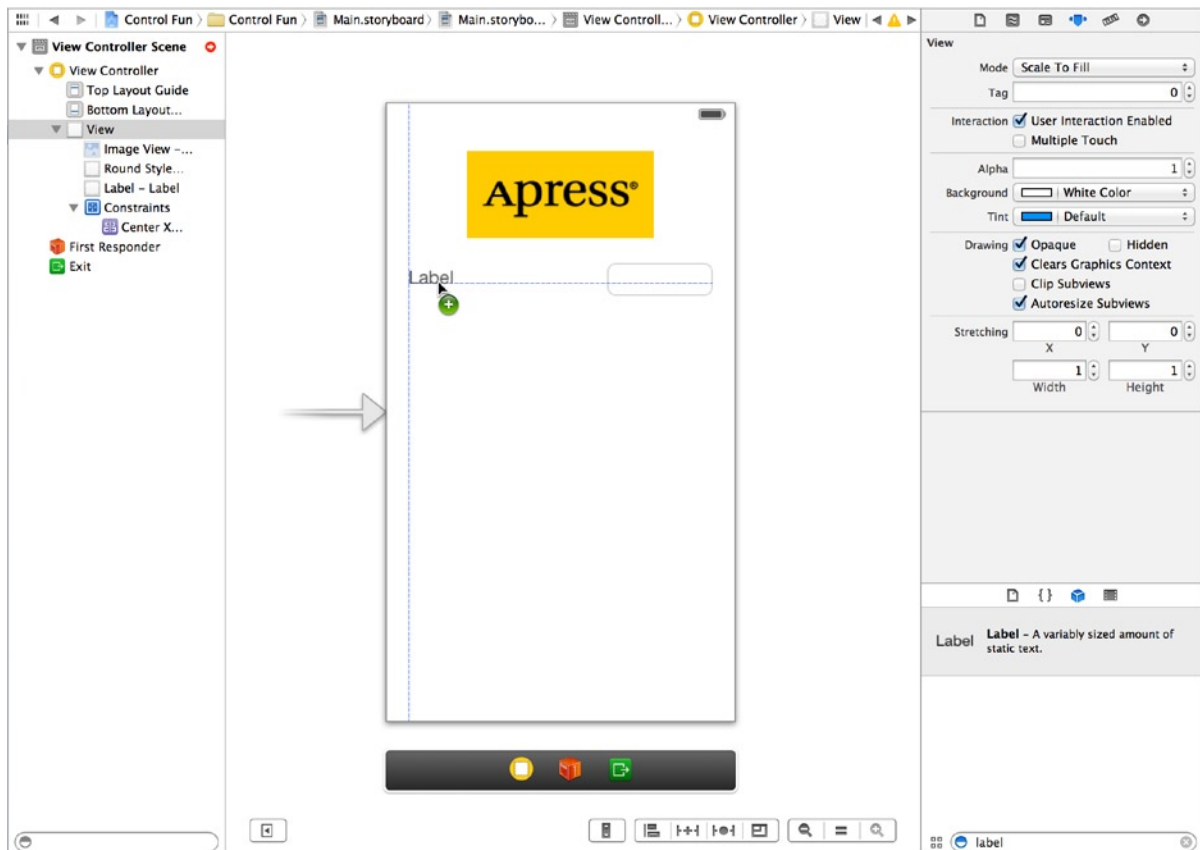 Control Fun 〉 Control Fun 〉 Main.storyboard 〉 Main.storybo... 〉 View Controll... 〉 View Controller 〉 View
View Controller Scene
View Controller
Top Layout Guide
Bottom Layout...
View
Image View -...
Round Style...
Label – Label
Constraints
Center X...
First Responder
Exit
Apress®
Label
View
Mode Scale To Fill
Tag 0
Interaction User Interaction Enabled
Multiple Touch
Alpha 1
Background White Color
Tint Default
Drawing Opaque Hidden
Clears Graphics Context
Clip Subviews
Autoresize Subviews
Stretching 0 0
X Y
1 1
Width Height
{ }
Label Label – A variably sized amount of
static text.
label